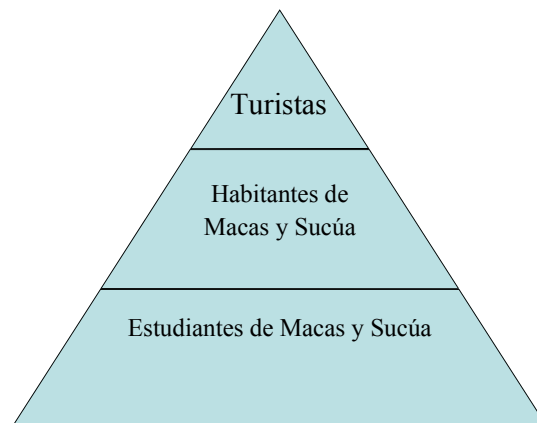 Turistas
Habitantes de
Macas y Sucúa
Estudiantes de Macas y Sucúa